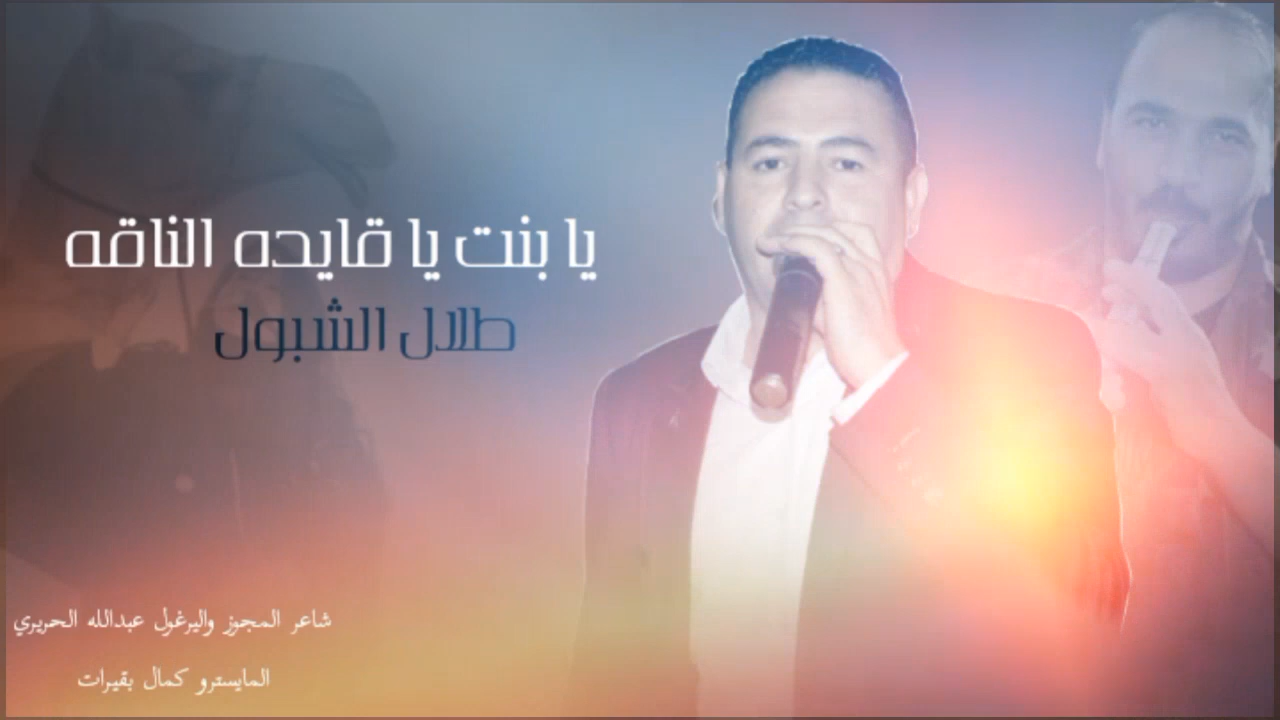 يا بنت يا قايده الناقه
طلال الشبول
شاعر المجوز واليرغول عبدالله الحريري
المايسترو كمال بقيرات